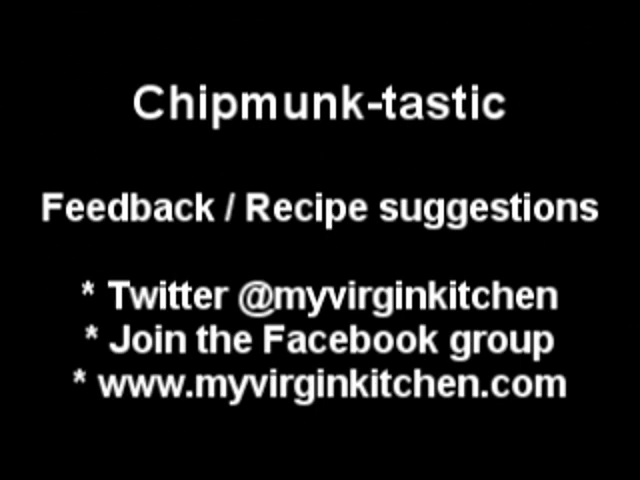 Chipmunk-tastic
Feedback / Recipe suggestions
* Twitter @myvirginkitchen
* Join the Facebook group
* www.myvirginkitchen.com